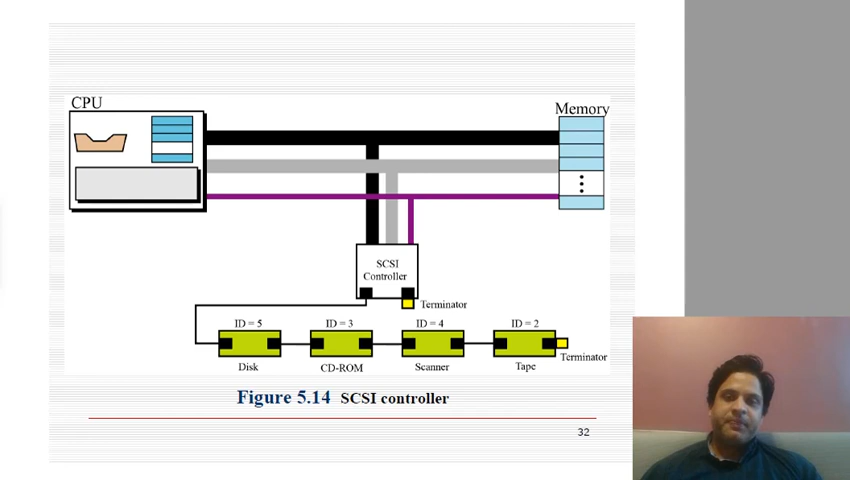 CPU
Memory
SCSI
Controller
Terminator
ID = 5
ID = 3
ID = 4
ID = 2
Disk
CD-ROM
Scanner
Tape
Terminator
Figure 5.14 SCSI controller
32